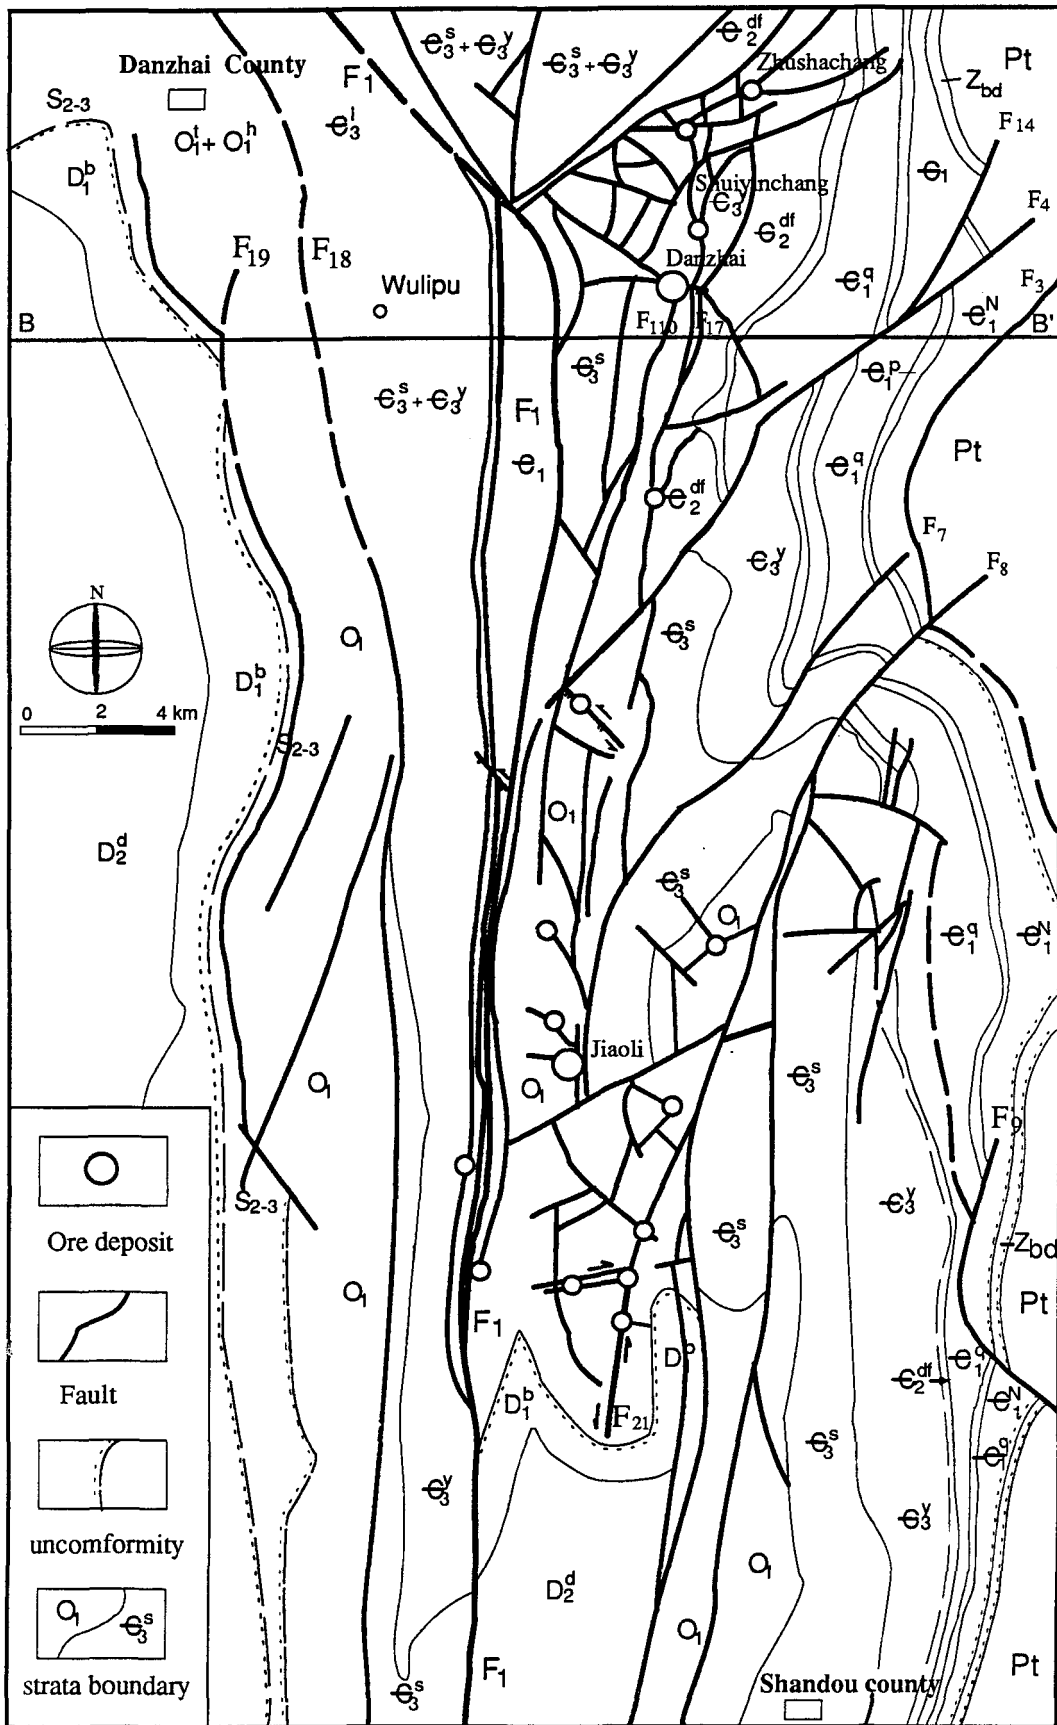 Є₃ˢ + Є₃ʸ
Є₂ᵈᶠ
Pt
Danzhai County
F₁
Є₃ˢ + Є₃ʸ
Zhushachang
Z_bd
S₂₋₃
O₁ᵗ + O₁ʰ
Є₃ˡ
F₁₄
D₁ᵇ
Є₁
Shuiyinchang
Є₃ʸ
F₄
F₁₉
F₁₈
Є₂ᵈᶠ
Danzhai
Wulipu
Є₁q
F₃
B
F₁₁₀
F₁₇
Є₁ᴺ
B'
Є₃ˢ
Є₁ᵖ
Є₃ˢ + Є₃ʸ
F₁
Є₁
Є₁q
Pt
Є₂ᵈᶠ
F₇
Є₃ʸ
F₈
N
O₁
Є₃ˢ
D₁ᵇ
0 2 4 km
S₂₋₃
O₁
D₂ᵈ
Є₃ˢ
O₁
Є₁q
Є₁ᴺ
Jiaoli
O₁
O₁
Є₃ˢ
F₉
Ore deposit
S₂₋₃
Є₃ʸ
Є₃ˢ
Z_bd
O₁
Pt
F₁
D₁ᵇ
Є₁q
Є₂ᵈᶠ
Є₁ᴺ
Fault
F₂₁
Є₃ˢ
Є₁q
Є₃ʸ
Є₃ʸ
uncomformity
O₁
D₂ᵈ
O₁ Є₃ˢ
O₁
F₁
Pt
strata boundary
Є₃ˢ
Shandou county